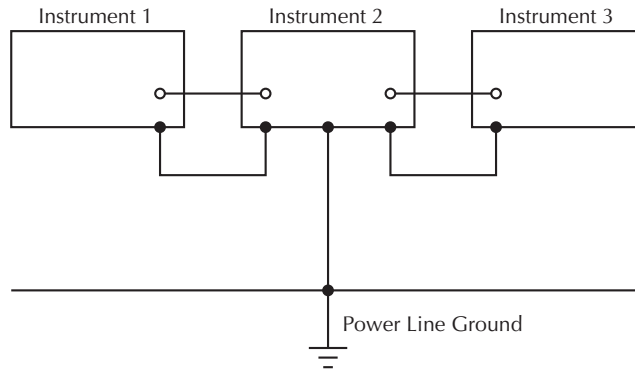 Instrument 1
Instrument 2
Instrument 3
Power Line Ground